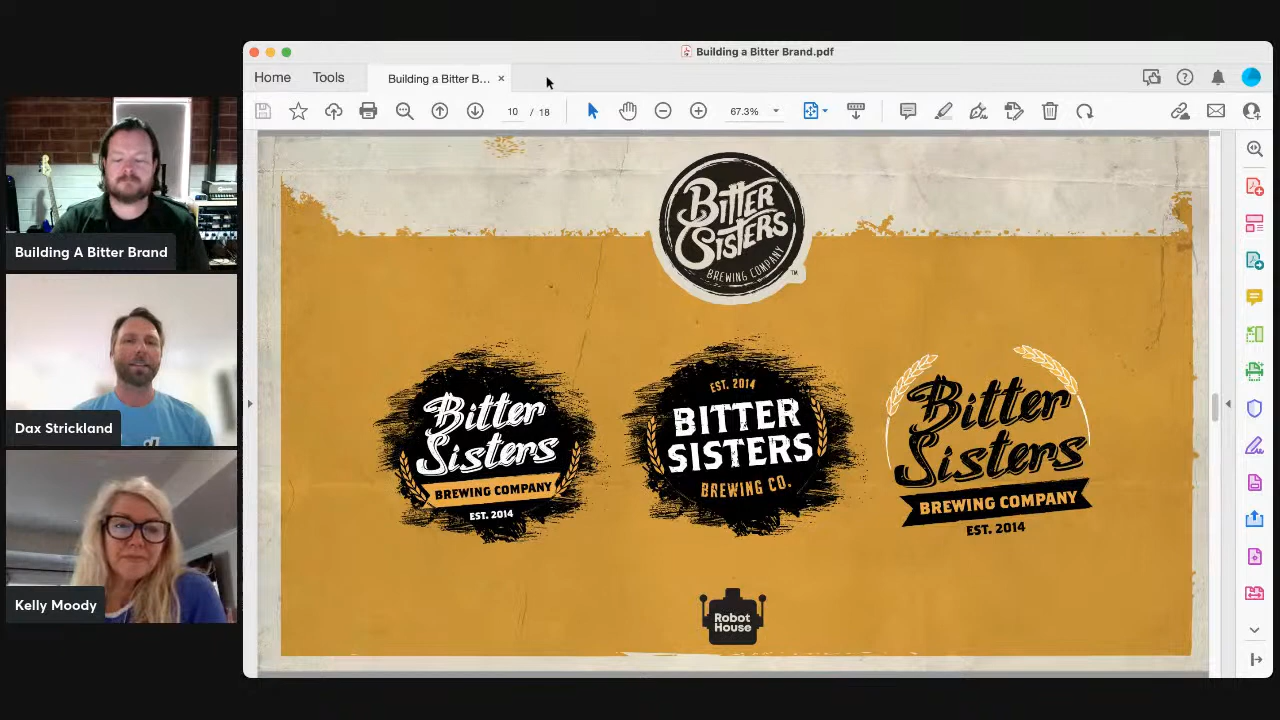 Building a Bitter Brand.pdf
Home
Tools
Building a Bitter B...
10 / 18
67.3%
Building A Bitter Brand
Dax Strickland
Kelly Moody
BITTER
SISTERS
BREWING COMPANY
TM
Bitter
Sisters
BREWING COMPANY
EST. 2014
EST. 2014
BITTER
SISTERS
BREWING CO.
Bitter
Sisters
BREWING COMPANY
EST. 2014
Robot
House